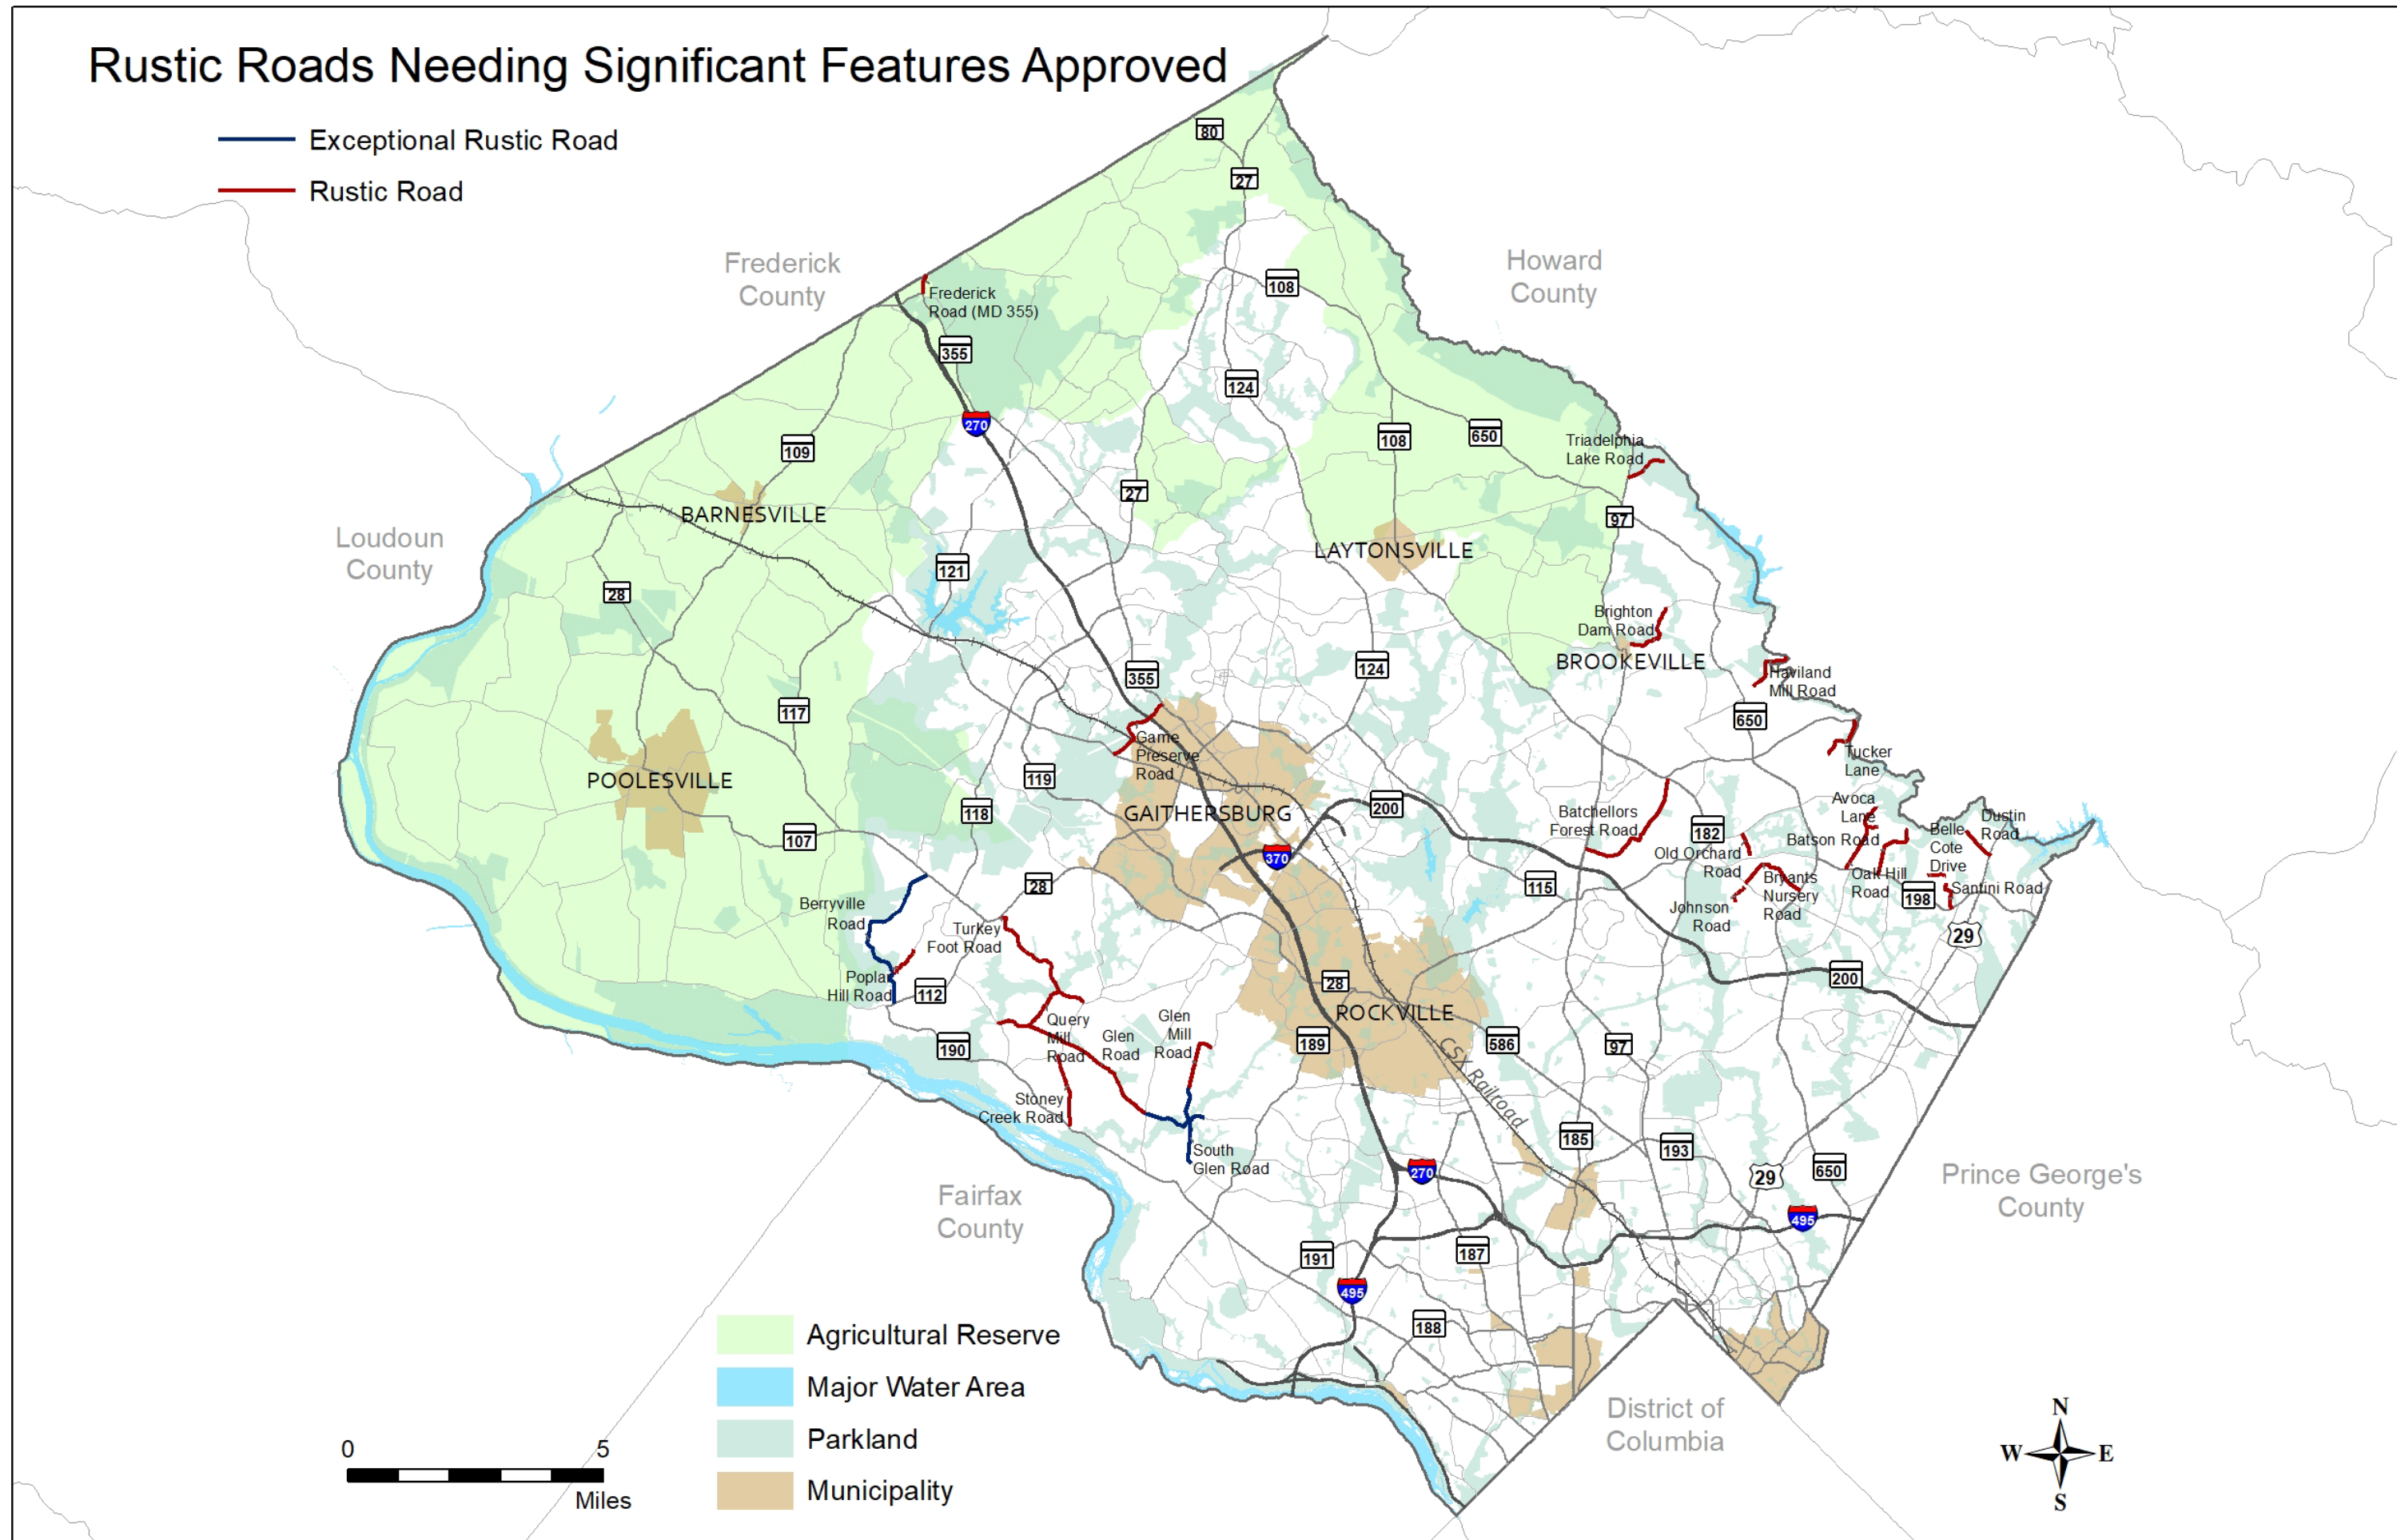 Rustic Roads Needing Significant Features Approved
Exceptional Rustic Road
Rustic Road
80
27
Frederick
County
Howard
County
108
Frederick
Road (MD 355)
355
124
270
109
108
650
Triadelphia
Lake Road
27
BARNESVILLE
97
Loudoun
County
LAYTONSVILLE
121
28
Brighton
Dam Road
BROOKEVILLE
124
355
Haviland
Mill Road
117
650
Game
Preserve
Road
Tucker
Lane
POOLESVILLE
119
118
GAITHERSBURG
200
Batchellors
Forest Road
Avoca
Lane
182
Batson Road
Belle
Cote
Drive
Dustin
Road
107
370
Old Orchard
Road
115
28
Bryants
Nursery
Road
Oak Hill
Road
198
Santini Road
Berryville
Road
Johnson
Road
Turkey
Foot Road
29
Poplar
Hill Road
112
28
200
ROCKVILLE
Query
Mill
Road
Glen
Road
Glen
Mill
Road
190
189
586
97
CSX Railroad
Stoney
Creek Road
185
193
South
Glen Road
270
29
650
Prince George's
County
Fairfax
County
495
191
187
495
188
Agricultural Reserve
Major Water Area
Parkland
Municipality
District of
Columbia
0 5
Miles
N
W E
S